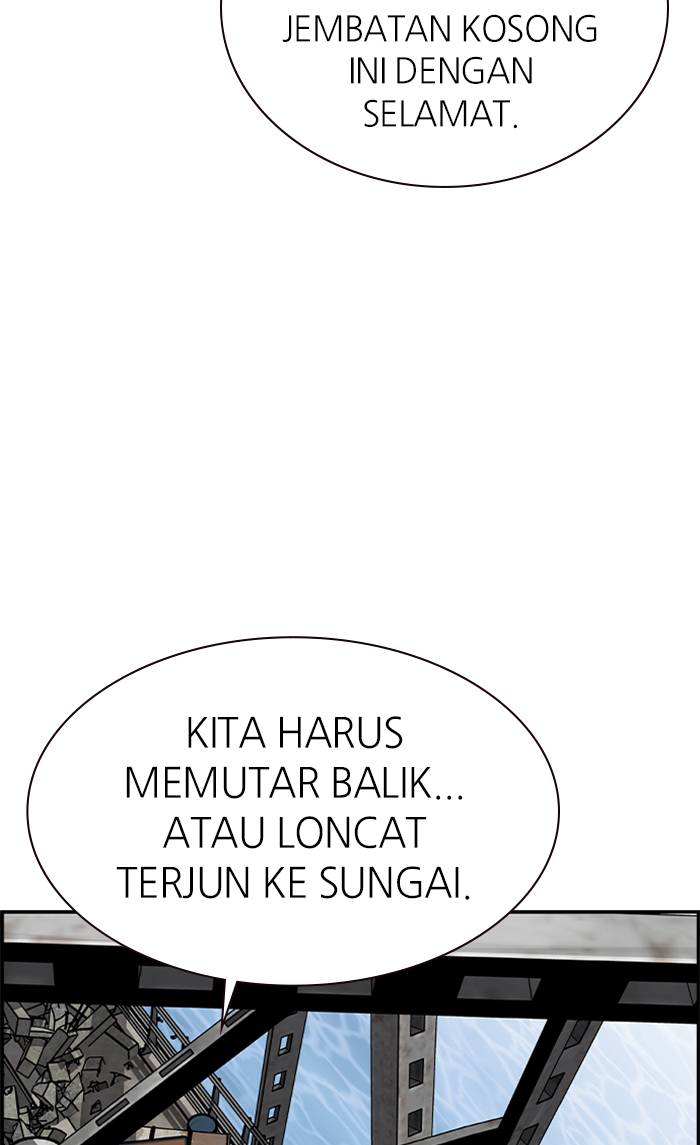 JEMBATAN KOSONG
INI DENGAN
SELAMAT.
KITA HARUS
MEMUTAR BALIK...
ATAU LONCAT
TERJUN KE SUNGAI.